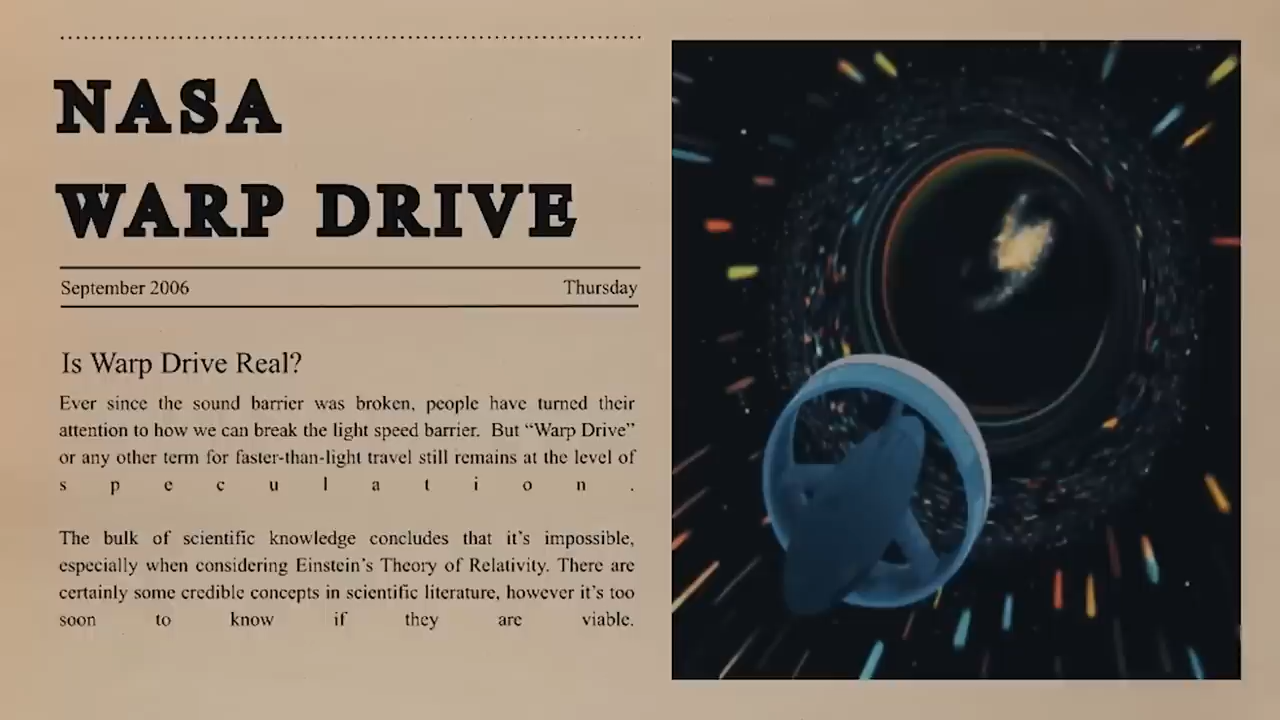 NASA
WARP DRIVE
September 2006 Thursday
Is Warp Drive Real?
Ever since the sound barrier was broken, people have turned their
attention to how we can break the light speed barrier. But “Warp Drive”
or any other term for faster-than-light travel still remains at the level of
speculation.
The bulk of scientific knowledge concludes that it’s impossible,
especially when considering Einstein’s Theory of Relativity. There are
certainly some credible concepts in scientific literature, however it’s too
soon to know if they are viable.